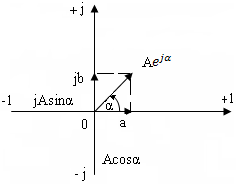 +j
jb
Ae^{jα}
-1
jAsinα
α
+1
0
a
Acosα
-j